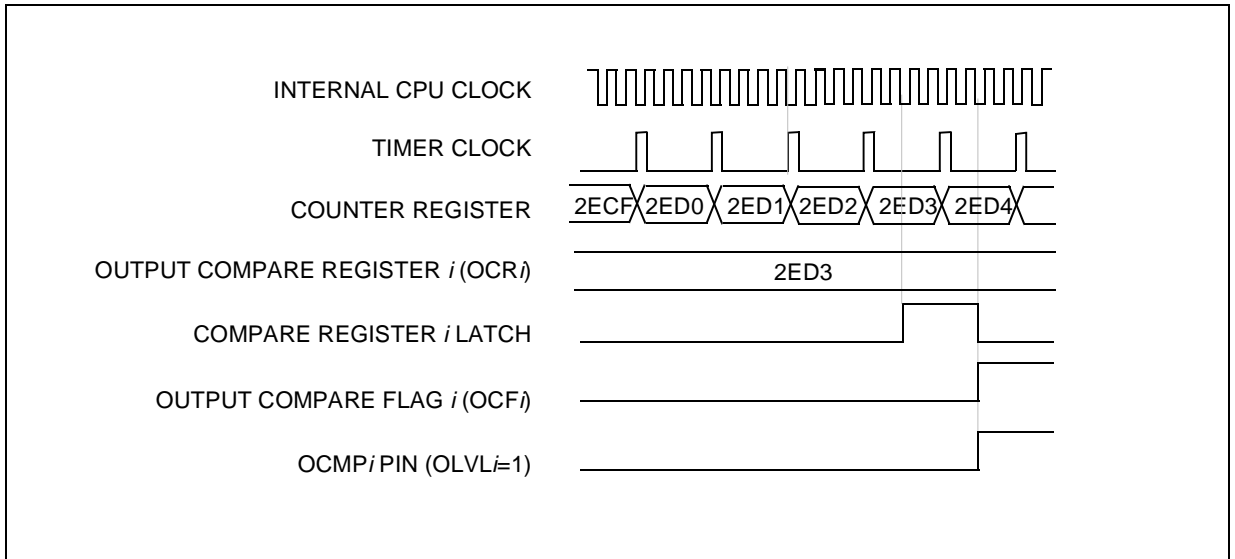 INTERNAL CPU CLOCK
TIMER CLOCK
COUNTER REGISTER 2ECF 2ED0 2ED1 2ED2 2ED3 2ED4
OUTPUT COMPARE REGISTER i (OCRi) 2ED3
COMPARE REGISTER i LATCH
OUTPUT COMPARE FLAG i (OCFi)
OCMPi PIN (OLVLi=1)